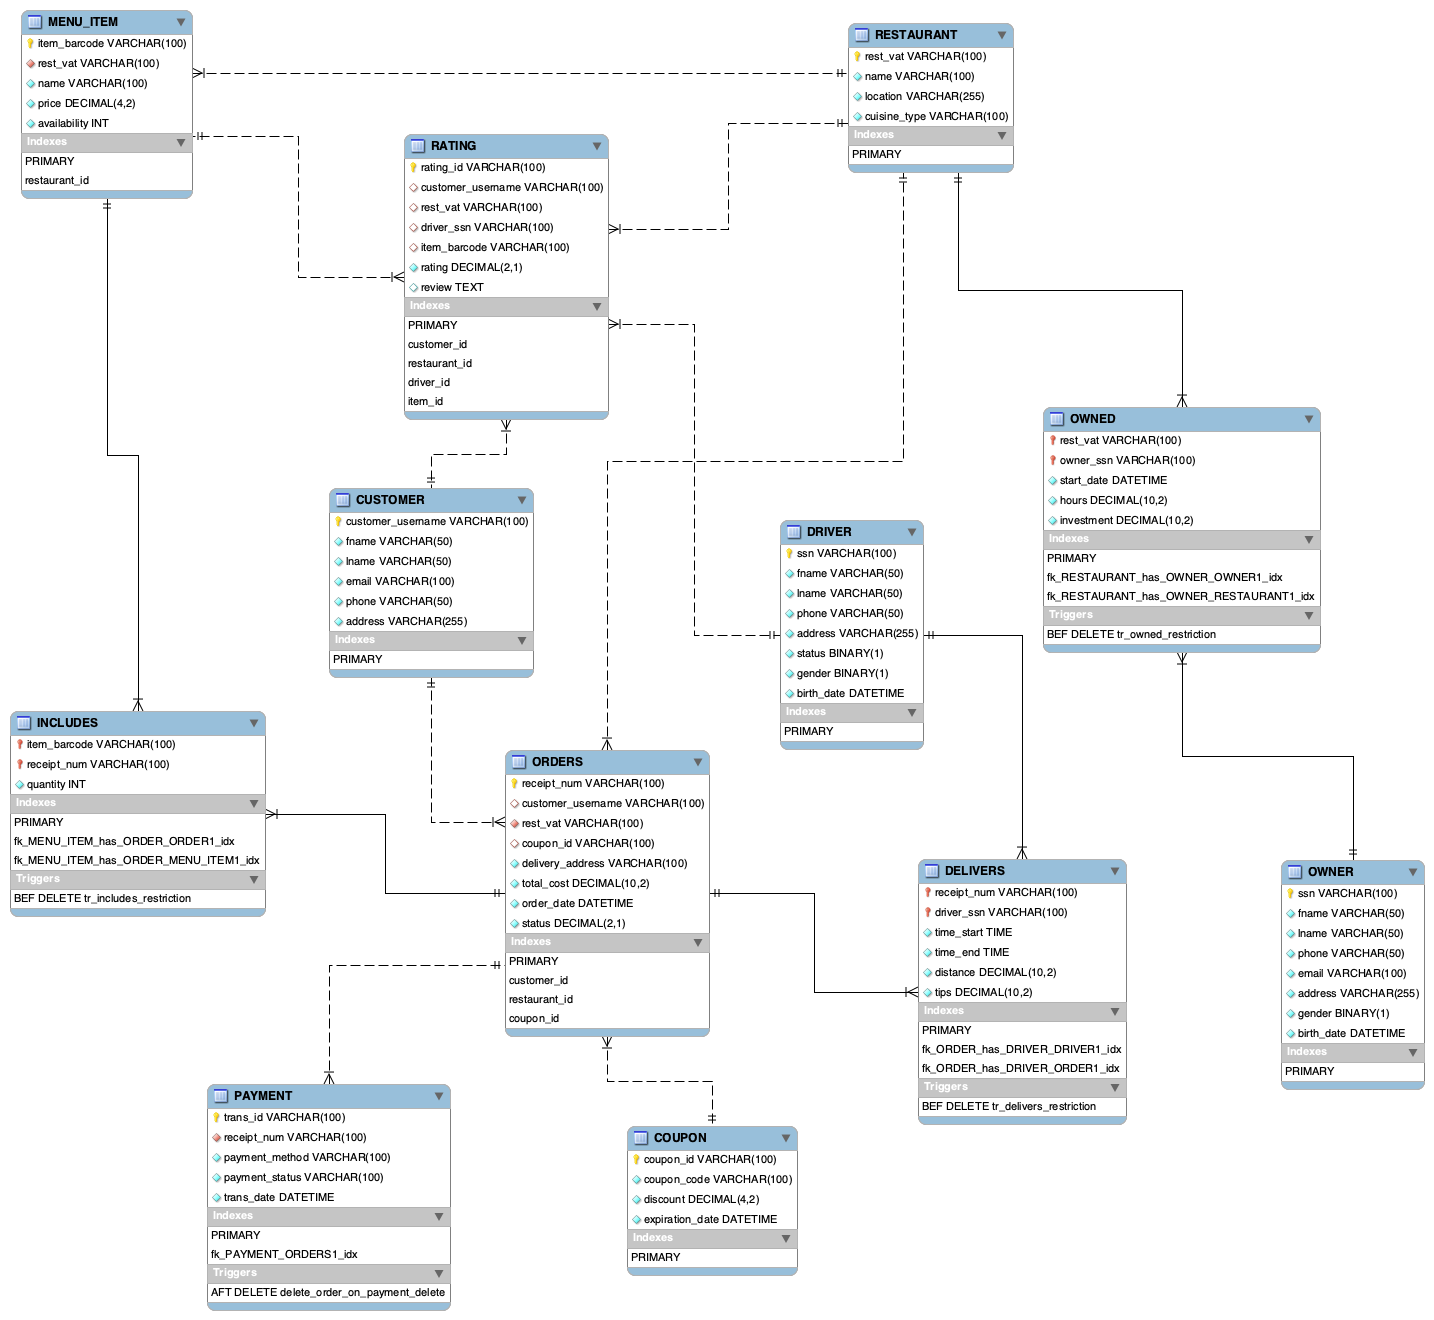 MENU_ITEM
item_barcode VARCHAR(100)
rest_vat VARCHAR(100)
name VARCHAR(100)
price DECIMAL(4,2)
availability INT
Indexes
PRIMARY
restaurant_id
RESTAURANT
rest_vat VARCHAR(100)
name VARCHAR(100)
location VARCHAR(255)
cuisine_type VARCHAR(100)
Indexes
PRIMARY
RATING
rating_id VARCHAR(100)
customer_username VARCHAR(100)
rest_vat VARCHAR(100)
driver_ssn VARCHAR(100)
item_barcode VARCHAR(100)
rating DECIMAL(2,1)
review TEXT
Indexes
PRIMARY
customer_id
restaurant_id
driver_id
item_id
OWNED
rest_vat VARCHAR(100)
owner_ssn VARCHAR(100)
start_date DATETIME
hours DECIMAL(10,2)
investment DECIMAL(10,2)
Indexes
PRIMARY
fk_RESTAURANT_has_OWNER_OWNER1_idx
fk_RESTAURANT_has_OWNER_RESTAURANT1_idx
Triggers
BEF DELETE tr_owned_restriction
CUSTOMER
customer_username VARCHAR(100)
fname VARCHAR(50)
lname VARCHAR(50)
email VARCHAR(100)
phone VARCHAR(50)
address VARCHAR(255)
Indexes
PRIMARY
DRIVER
ssn VARCHAR(100)
fname VARCHAR(50)
lname VARCHAR(50)
phone VARCHAR(50)
address VARCHAR(255)
status BINARY(1)
gender BINARY(1)
birth_date DATETIME
Indexes
PRIMARY
INCLUDES
item_barcode VARCHAR(100)
receipt_num VARCHAR(100)
quantity INT
Indexes
PRIMARY
fk_MENU_ITEM_has_ORDER_ORDER1_idx
fk_MENU_ITEM_has_ORDER_MENU_ITEM1_idx
Triggers
BEF DELETE tr_includes_restriction
ORDERS
receipt_num VARCHAR(100)
customer_username VARCHAR(100)
rest_vat VARCHAR(100)
coupon_id VARCHAR(100)
delivery_address VARCHAR(100)
total_cost DECIMAL(10,2)
order_date DATETIME
status DECIMAL(2,1)
Indexes
PRIMARY
customer_id
restaurant_id
coupon_id
DELIVERS
receipt_num VARCHAR(100)
driver_ssn VARCHAR(100)
time_start TIME
time_end TIME
distance DECIMAL(10,2)
tips DECIMAL(10,2)
Indexes
PRIMARY
fk_ORDER_has_DRIVER_DRIVER1_idx
fk_ORDER_has_DRIVER_ORDER1_idx
Triggers
BEF DELETE tr_delivers_restriction
OWNER
ssn VARCHAR(100)
fname VARCHAR(50)
lname VARCHAR(50)
phone VARCHAR(50)
email VARCHAR(100)
address VARCHAR(255)
gender BINARY(1)
birth_date DATETIME
Indexes
PRIMARY
PAYMENT
trans_id VARCHAR(100)
receipt_num VARCHAR(100)
payment_method VARCHAR(100)
payment_status VARCHAR(100)
trans_date DATETIME
Indexes
PRIMARY
fk_PAYMENT_ORDERS1_idx
Triggers
AFT DELETE delete_order_on_payment_delete
COUPON
coupon_id VARCHAR(100)
coupon_code VARCHAR(100)
discount DECIMAL(4,2)
expiration_date DATETIME
Indexes
PRIMARY